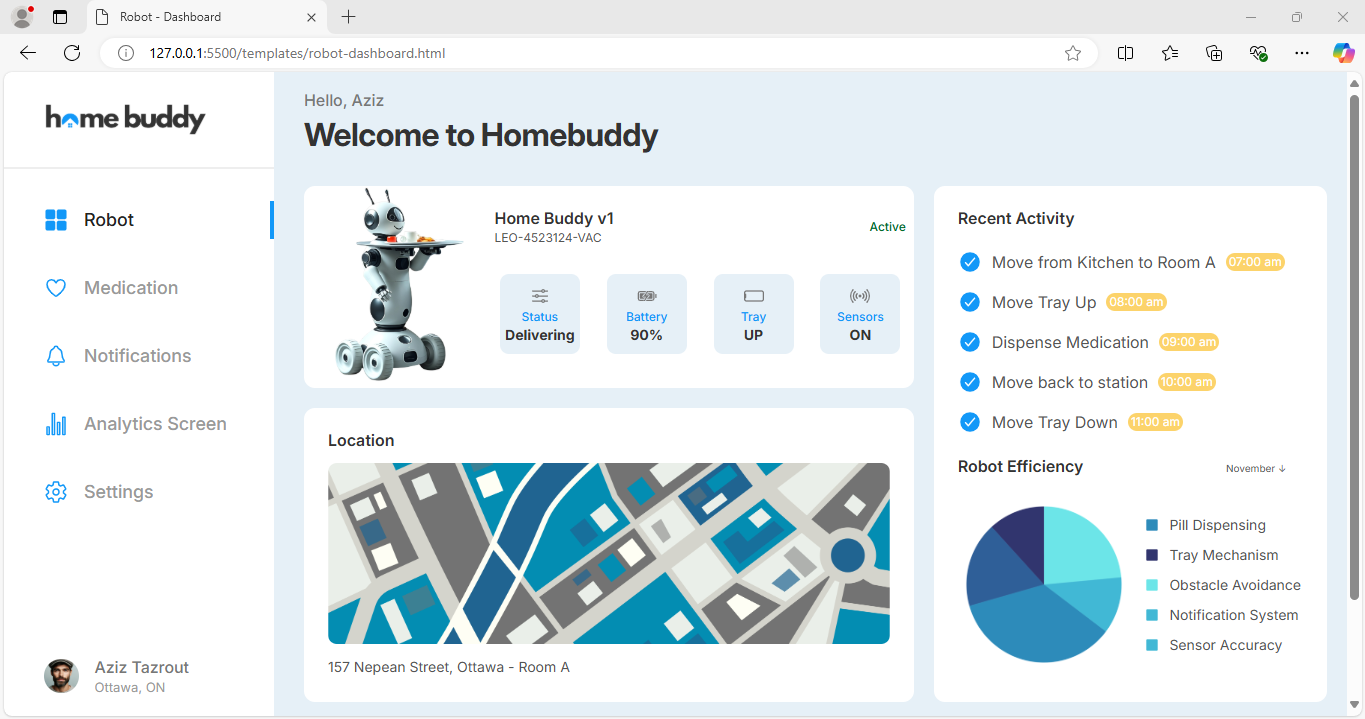 Robot - Dashboard
127.0.0.1:5500/templates/robot-dashboard.html
home buddy
Robot
Medication
Notifications
Analytics Screen
Settings
Aziz Tazrout
Ottawa, ON
Hello, Aziz
Welcome to Homebuddy
Home Buddy v1
LEO-4523124-VAC
Active
Status
Delivering
Battery
90%
Tray
UP
Sensors
ON
Location
157 Nepean Street, Ottawa - Room A
Recent Activity
Move from Kitchen to Room A 07:00 am
Move Tray Up 08:00 am
Dispense Medication 09:00 am
Move back to station 10:00 am
Move Tray Down 11:00 am
Robot Efficiency
November ↓
Pill Dispensing
Tray Mechanism
Obstacle Avoidance
Notification System
Sensor Accuracy